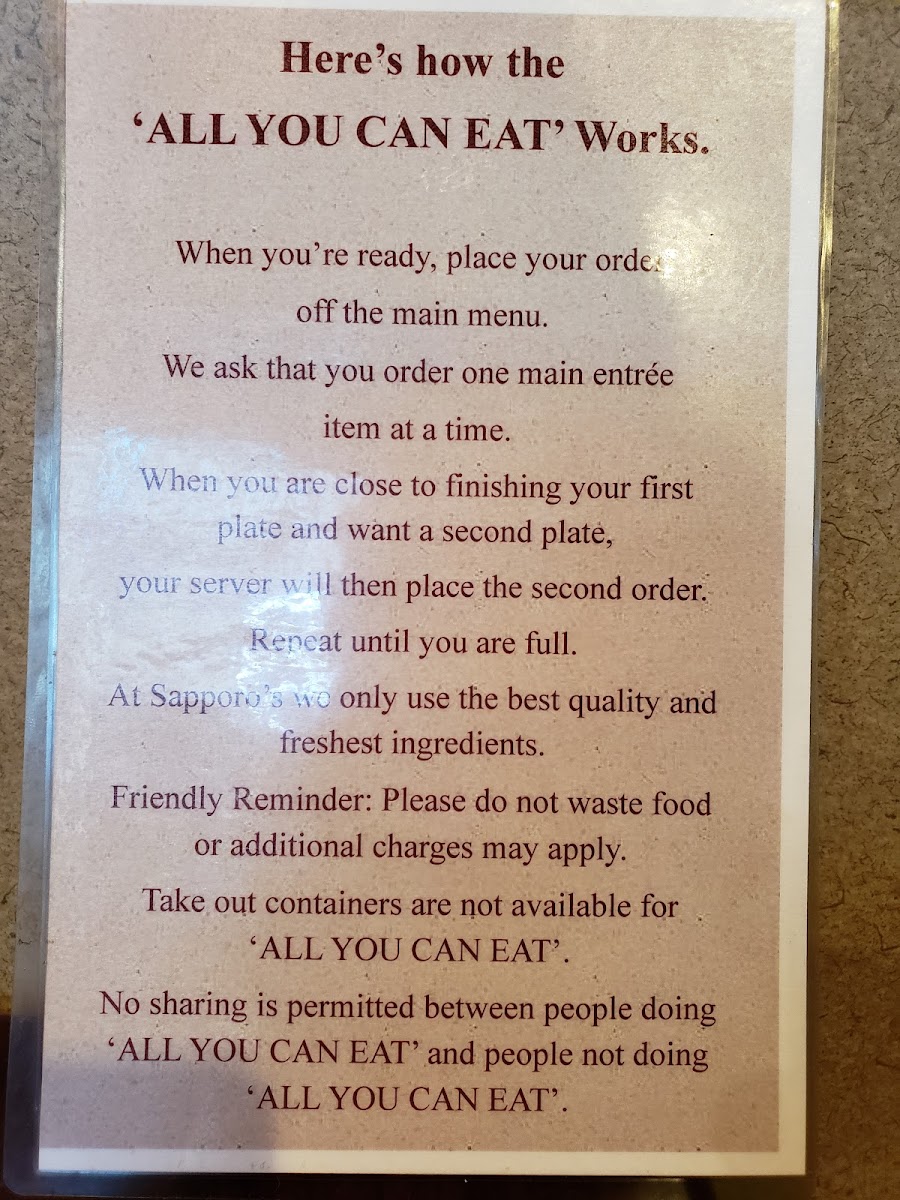 Here's how the
'ALL YOU CAN EAT' Works.
When you're ready, place your order
off the main menu.
We ask that you order one main entrée
item at a time.
When you are close to finishing your first
plate and want a second plate,
your server will then place the second order.
Repeat until you are full.
At Sapporo's we only use the best quality and
freshest ingredients.
Friendly Reminder: Please do not waste food
or additional charges may apply.
Take out containers are not available for
'ALL YOU CAN EAT'.
No sharing is permitted between people doing
'ALL YOU CAN EAT' and people not doing
'ALL YOU CAN EAT'.